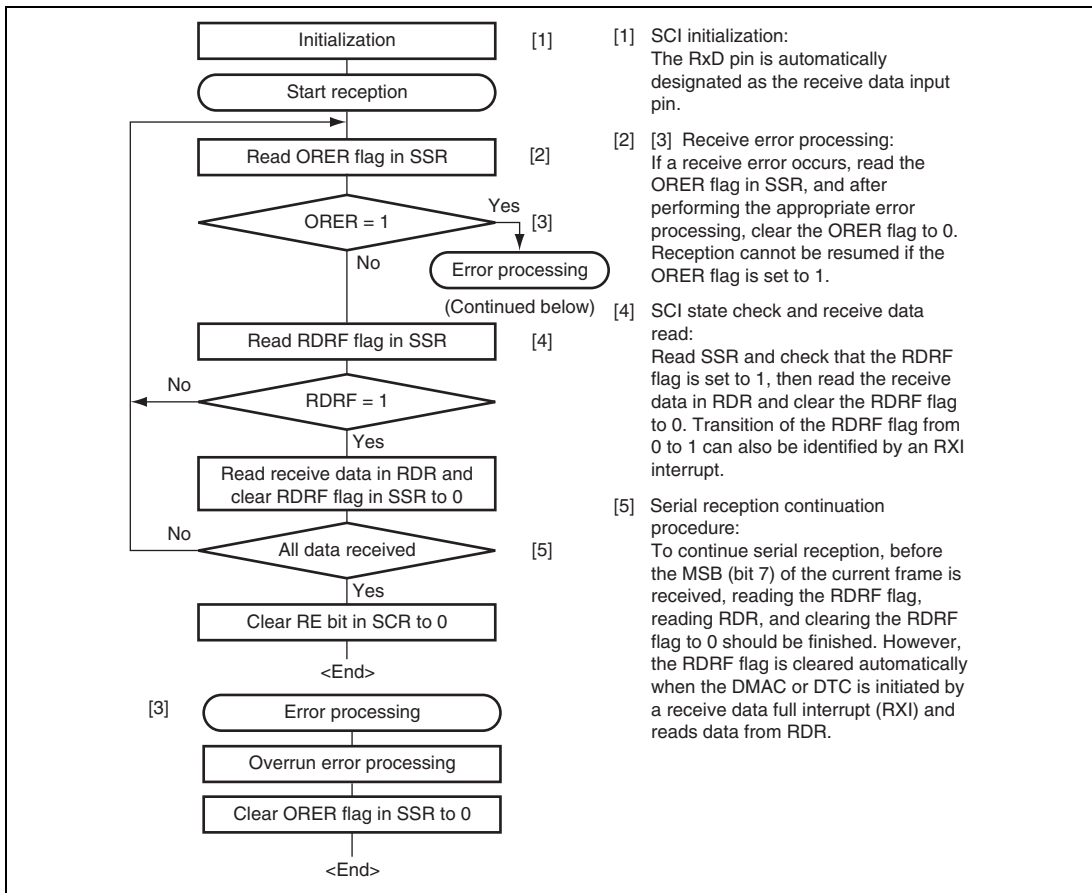 Initialization [1]
Start reception
Read ORER flag in SSR [2]
Yes
ORER = 1 [3]
No
Error processing
(Continued below)
Read RDRF flag in SSR [4]
No
RDRF = 1
Yes
Read receive data in RDR and
clear RDRF flag in SSR to 0
No
All data received [5]
Yes
Clear RE bit in SCR to 0
<End>
[3] Error processing
Overrun error processing
Clear ORER flag in SSR to 0
<End>
[1] SCI initialization:
The RxD pin is automatically
designated as the receive data input
pin.
[2] [3] Receive error processing:
If a receive error occurs, read the
ORER flag in SSR, and after
performing the appropriate error
processing, clear the ORER flag to 0.
Reception cannot be resumed if the
ORER flag is set to 1.
[4] SCI state check and receive data
read:
Read SSR and check that the RDRF
flag is set to 1, then read the receive
data in RDR and clear the RDRF flag
to 0. Transition of the RDRF flag from
0 to 1 can also be identified by an RXI
interrupt.
[5] Serial reception continuation
procedure:
To continue serial reception, before
the MSB (bit 7) of the current frame is
received, reading the RDRF flag,
reading RDR, and clearing the RDRF
flag to 0 should be finished. However,
the RDRF flag is cleared automatically
when the DMAC or DTC is initiated by
a receive data full interrupt (RXI) and
reads data from RDR.